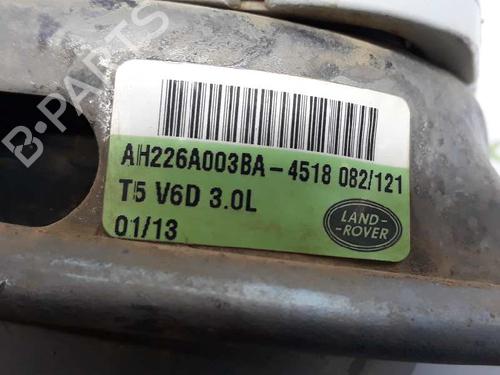 AH226A003BA-4518 082/121
T5 V6D 3.0L
01/13
LAND-
-ROVER
B-PARTS